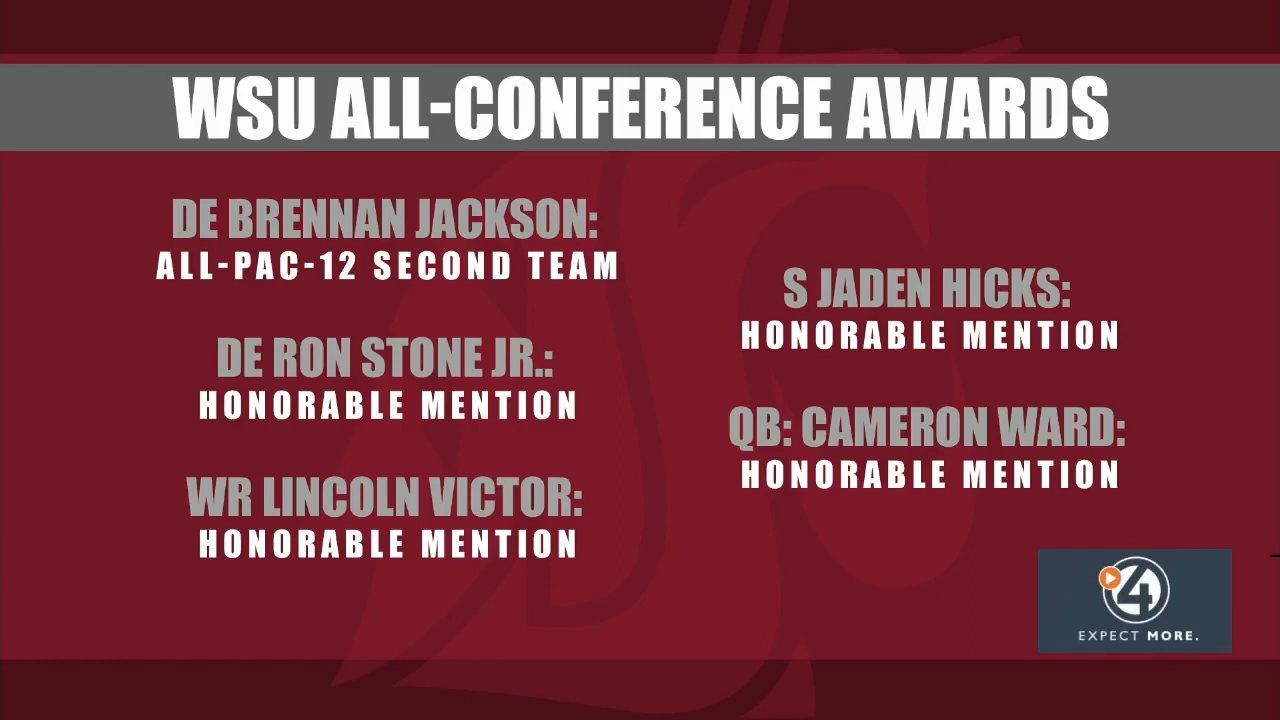 WSU ALL-CONFERENCE AWARDS
DE BRENNAN JACKSON:
ALL-PAC-12 SECOND TEAM
DE RON STONE JR.:
HONORABLE MENTION
WR LINCOLN VICTOR:
HONORABLE MENTION
S JADEN HICKS:
HONORABLE MENTION
QB: CAMERON WARD:
HONORABLE MENTION
4
EXPECT MORE.